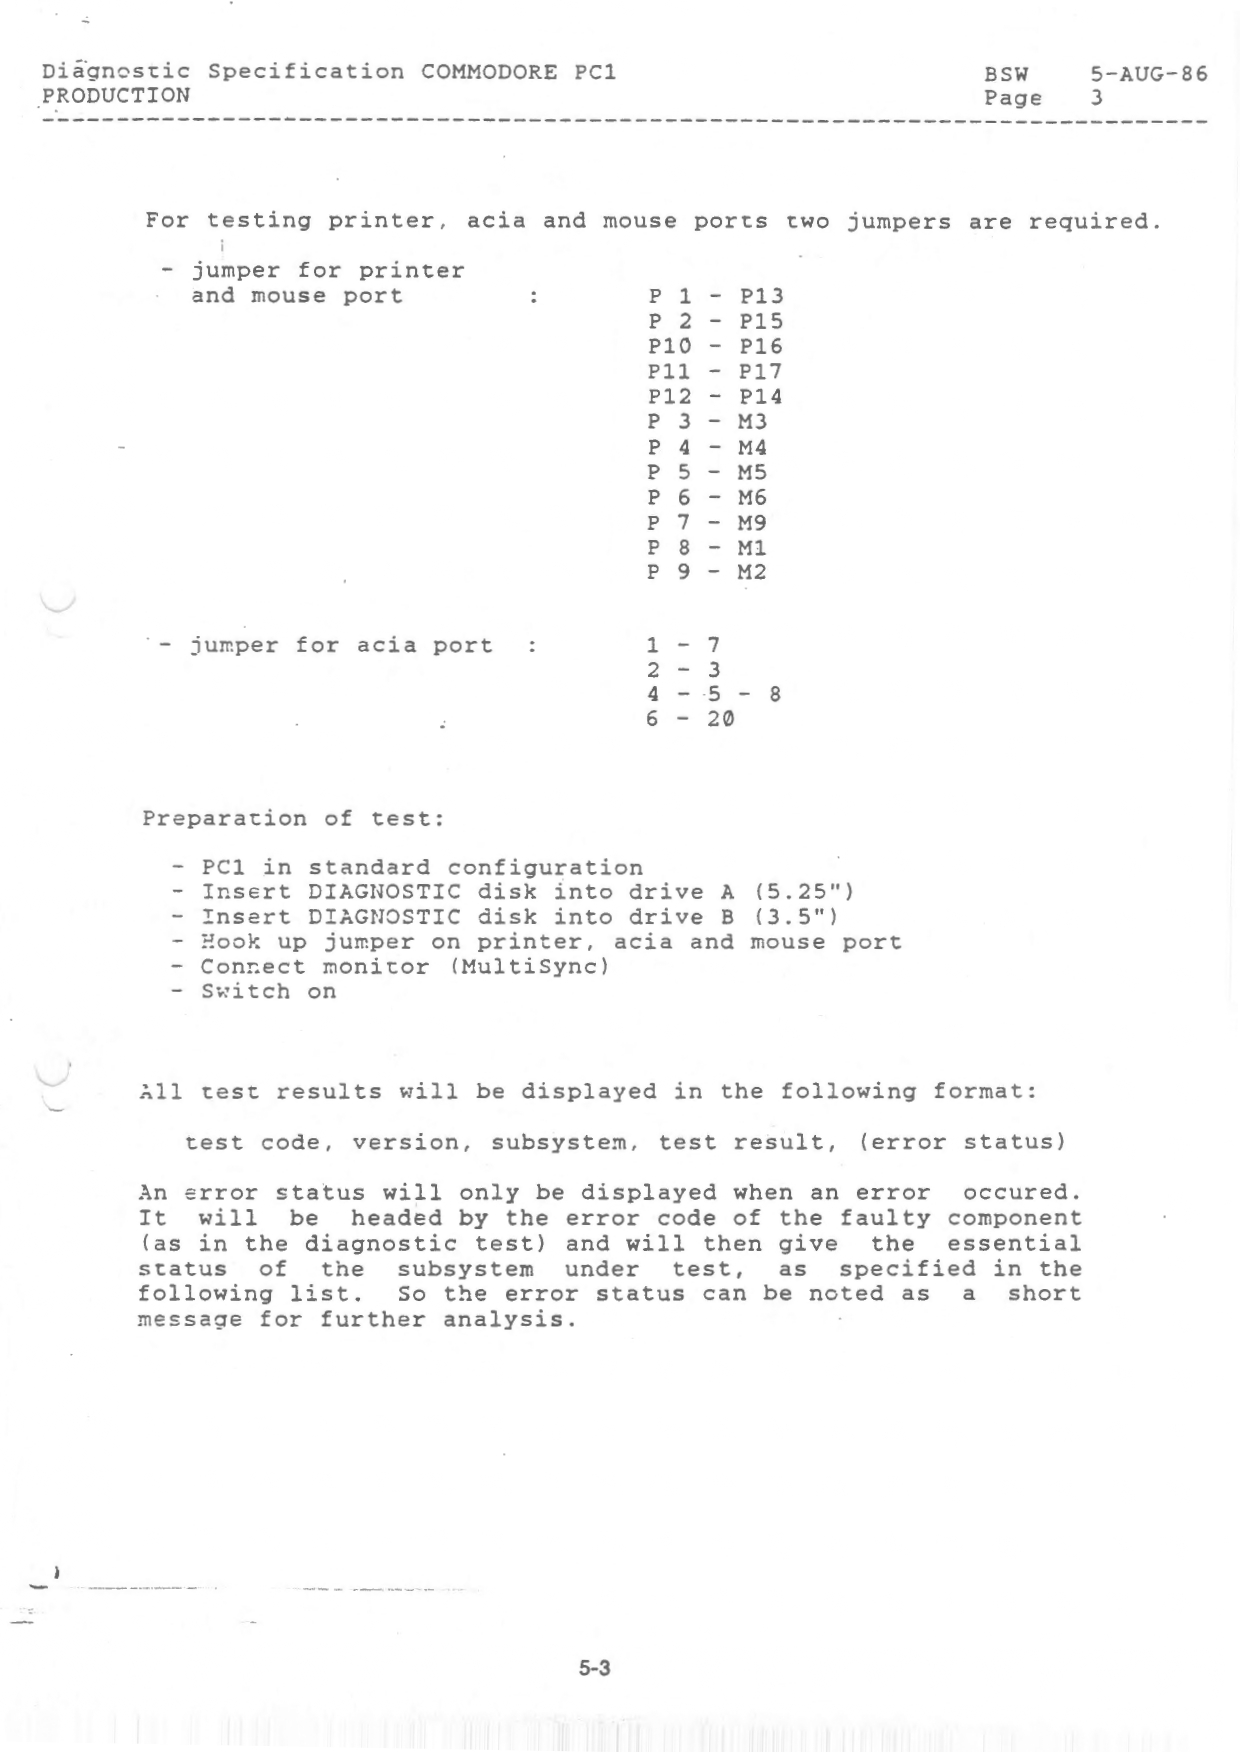 Diagnostic Specification COMMODORE PC1 BSW 5-AUG-86
PRODUCTION Page 3
For testing printer, acia and mouse ports two jumpers are required.
- jumper for printer
and mouse port : P 1 - P13
P 2 - P15
P10 - P16
P11 - P17
P12 - P14
P 3 - M3
P 4 - M4
P 5 - M5
P 6 - M6
P 7 - M9
P 8 - M1
P 9 - M2
- jumper for acia port : 1 - 7
2 - 3
4 - 5 - 8
6 - 20
Preparation of test:
- PC1 in standard configuration
- Insert DIAGNOSTIC disk into drive A (5.25")
- Insert DIAGNOSTIC disk into drive B (3.5")
- Hook up jumper on printer, acia and mouse port
- Connect monitor (MultiSync)
- Switch on
All test results will be displayed in the following format:
test code, version, subsystem, test result, (error status)
An error status will only be displayed when an error occured.
It will be headed by the error code of the faulty component
(as in the diagnostic test) and will then give the essential
status of the subsystem under test, as specified in the
following list. So the error status can be noted as a short
message for further analysis.
5-3